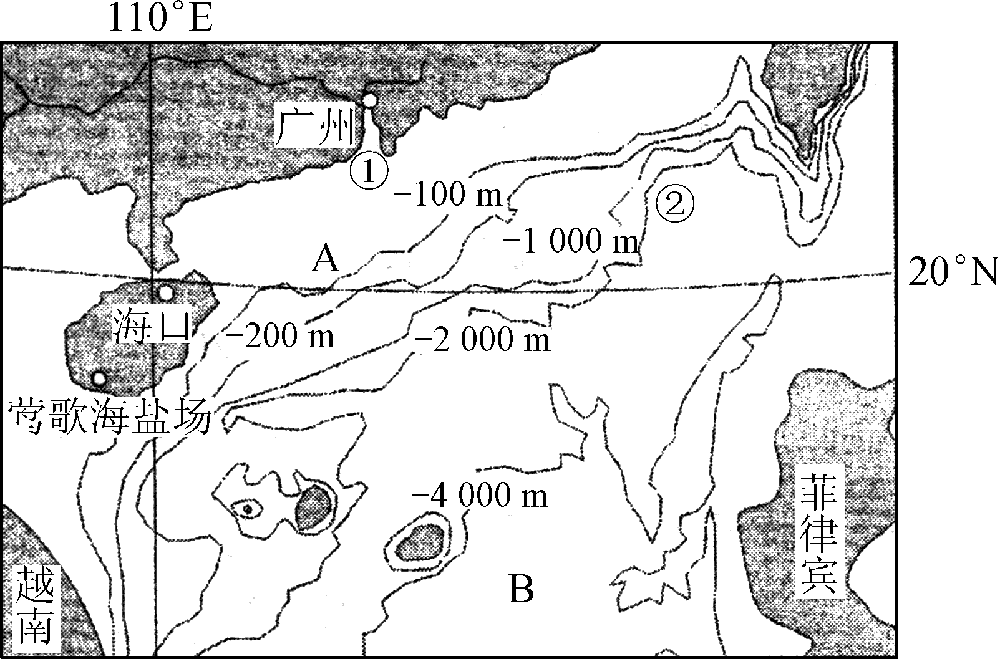 110°E
广州
①
-100 m
②
-1 000 m
A
20°N
海口
-200 m
-2 000 m
莺歌海盐场
-4 000 m
菲律宾
越南
B